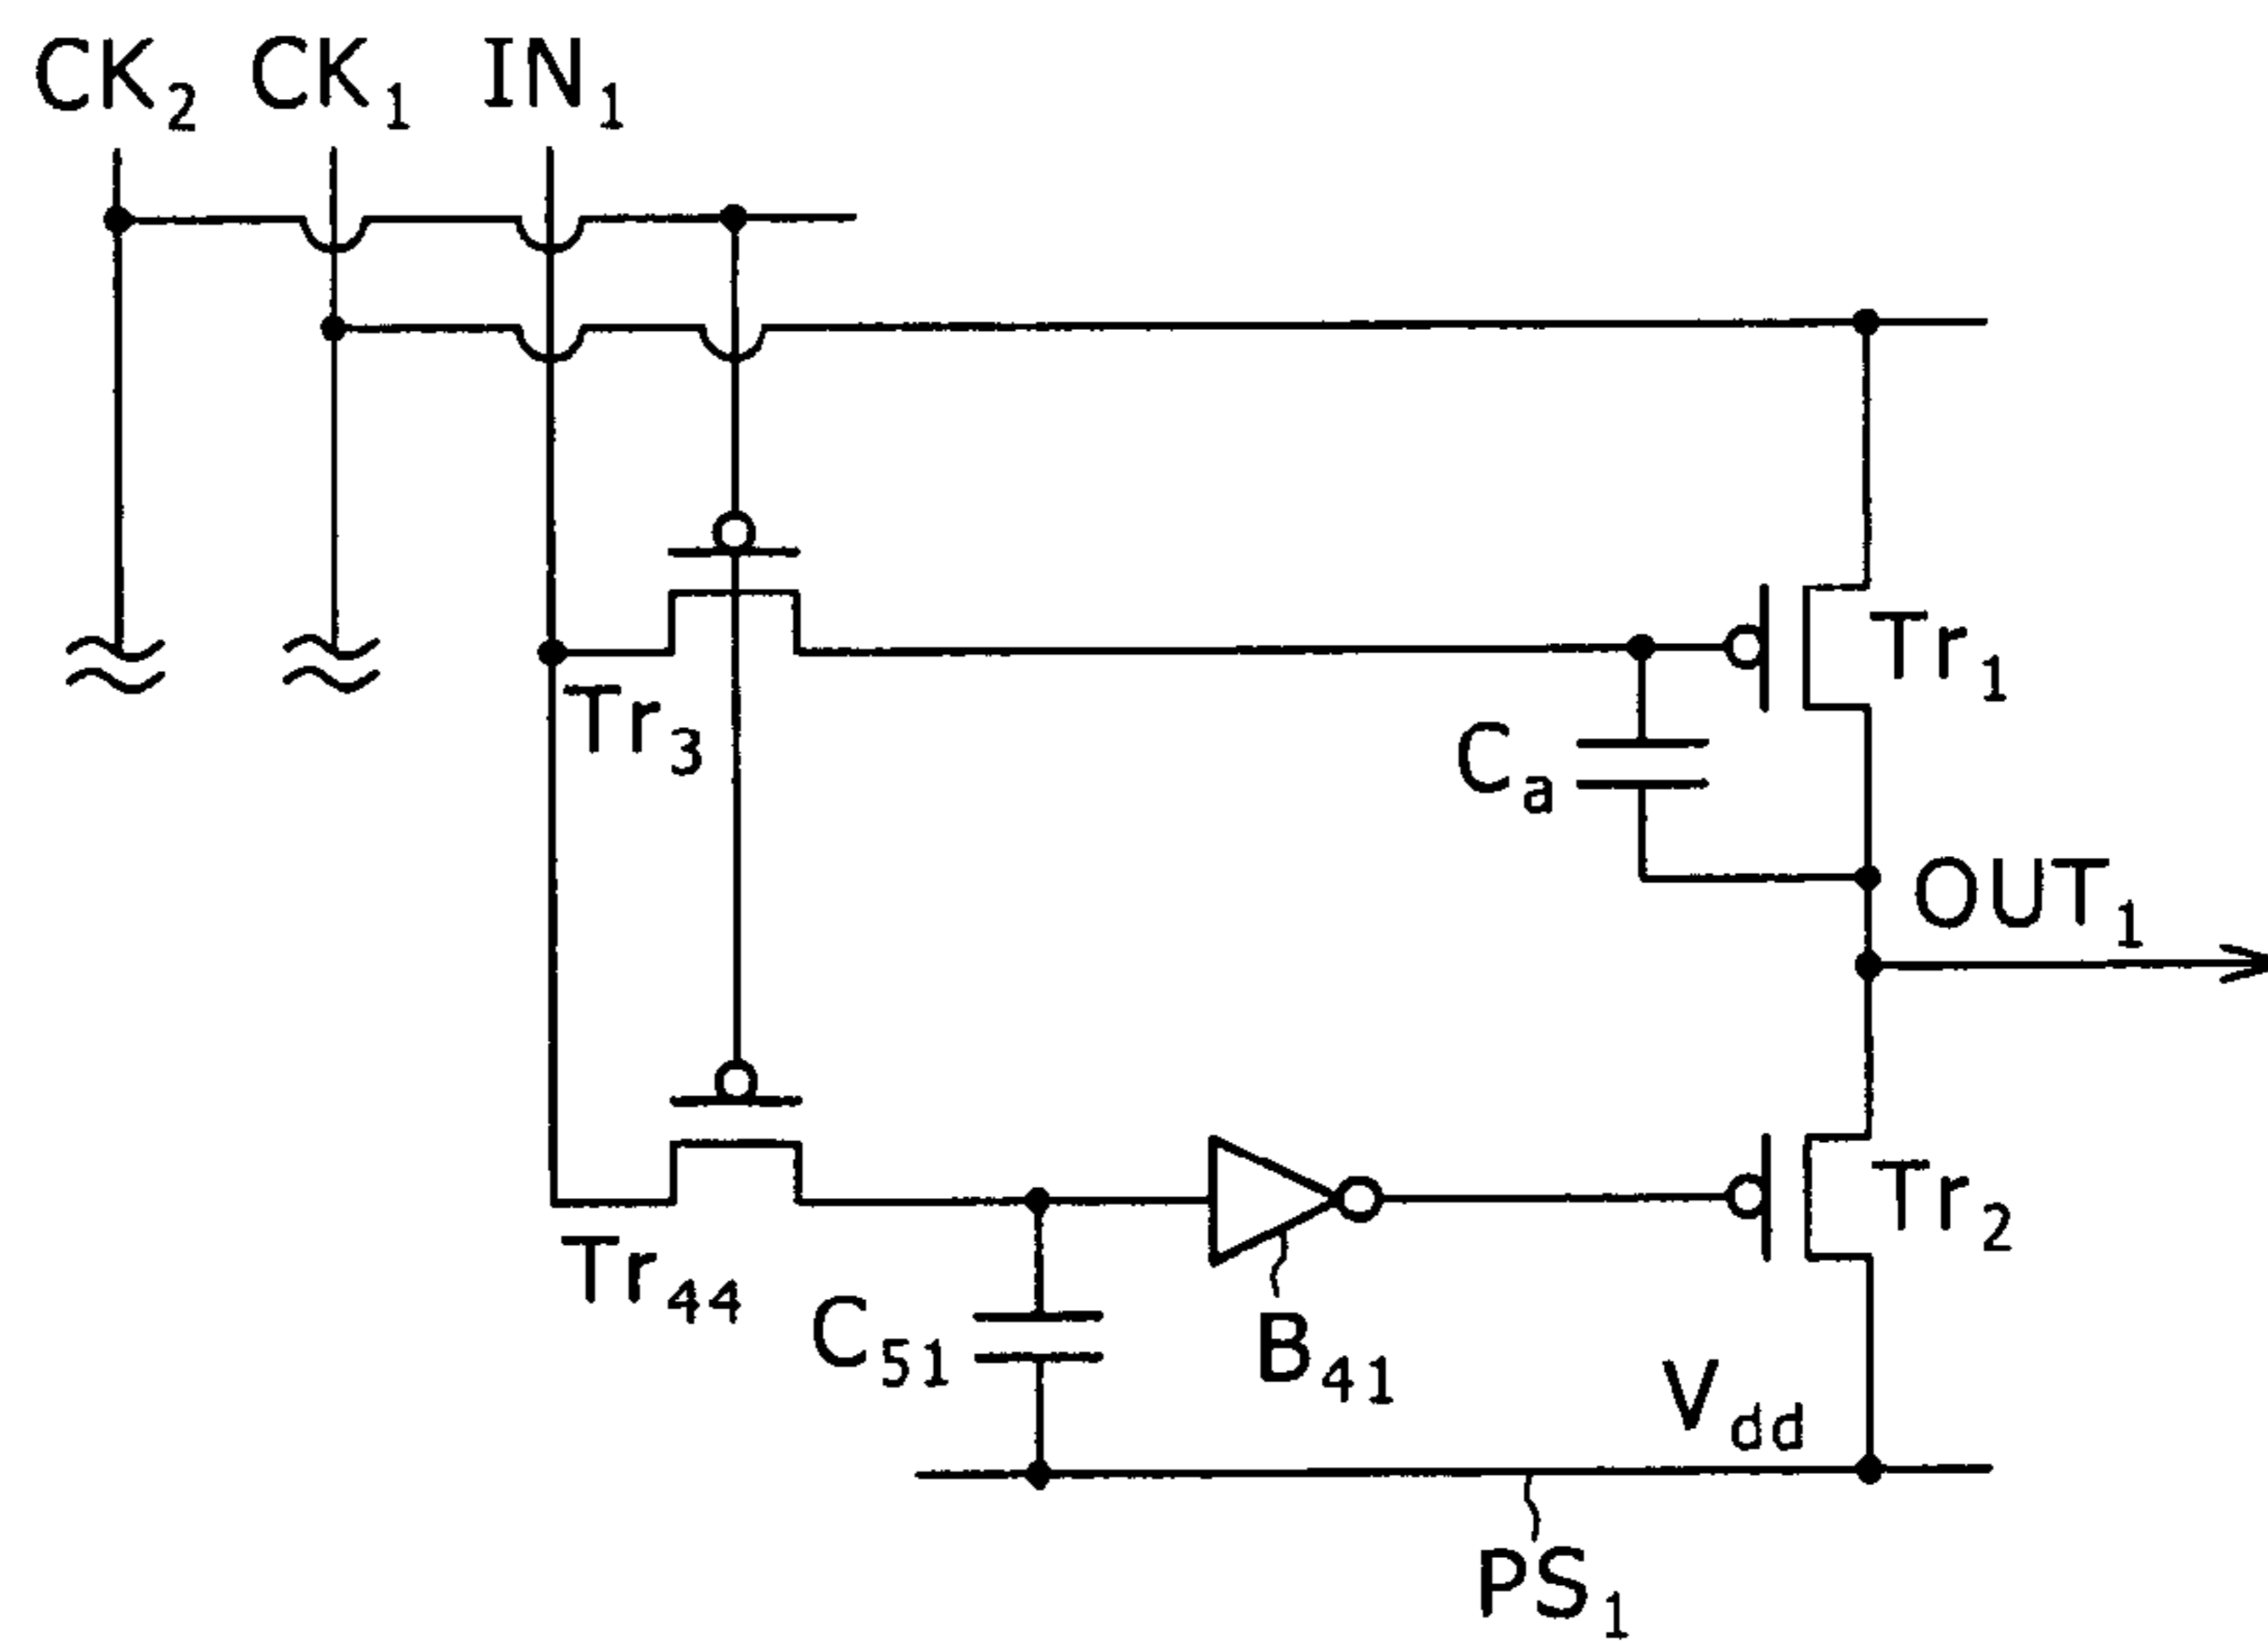 CK2 CK1 IN1
Tr1
Tr3
Ca
OUT1
Tr2
Tr44
C51
B41
Vdd
PS1